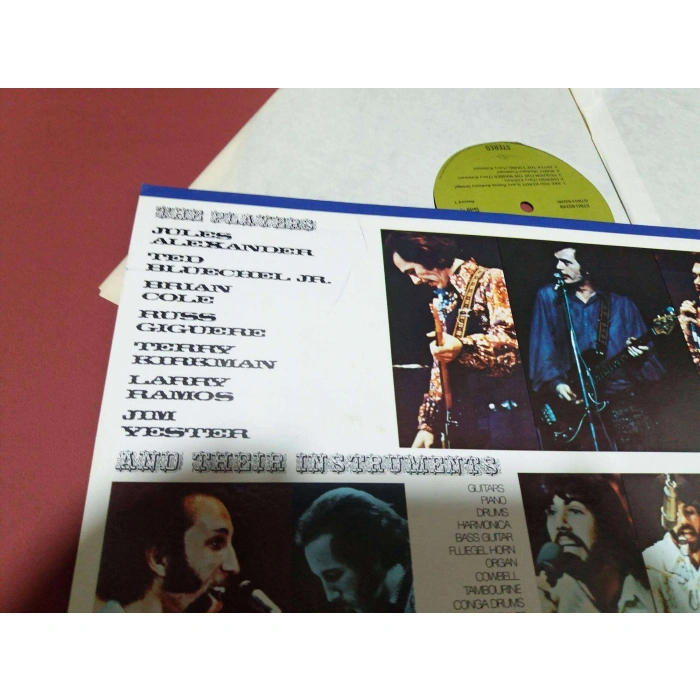 THE PLAYERS
JULES
ALEXANDER
TED
BLUECHEL JR.
BRIAN
COLE
RUSS
GIGUERE
TERRY
KIRKMAN
LARRY
RAMOS
JIM
YESTER
AND THEIR INSTRUMENTS
GUITARS
PIANO
DRUMS
HARMONICA
BASS GUITAR
FLUEGEL HORN
ORGAN
COWBELL
TAMBOURINE
CONGA DRUMS
STEREO